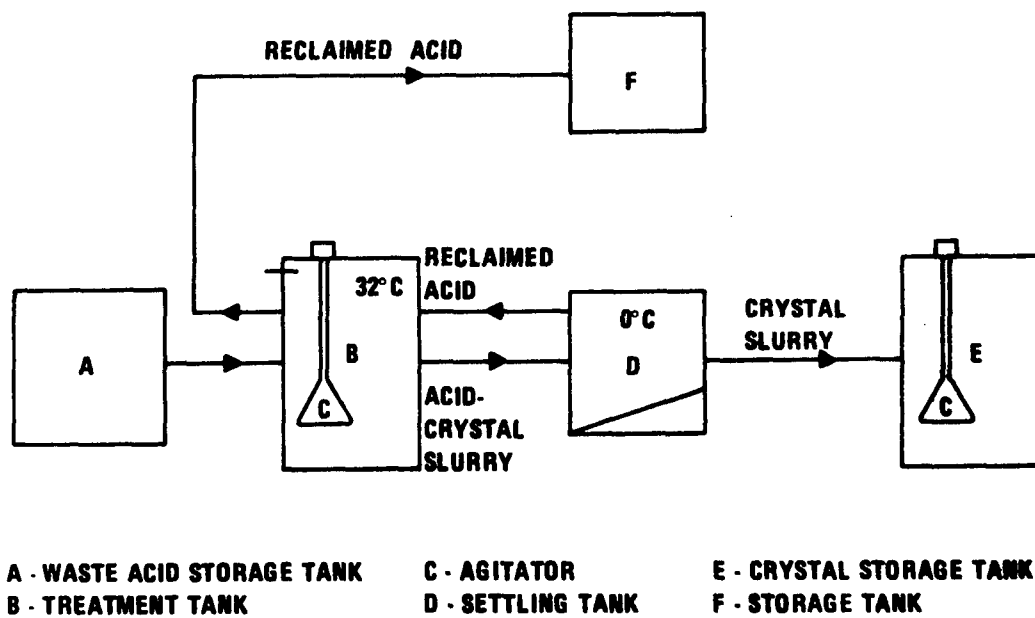 RECLAIMED ACID
F
RECLAIMED
ACID
32°C
0°C
CRYSTAL
SLURRY
A
B
D
E
C
C
ACID-
CRYSTAL
SLURRY
A - WASTE ACID STORAGE TANK
C - AGITATOR
E - CRYSTAL STORAGE TANK
B - TREATMENT TANK
D - SETTLING TANK
F - STORAGE TANK